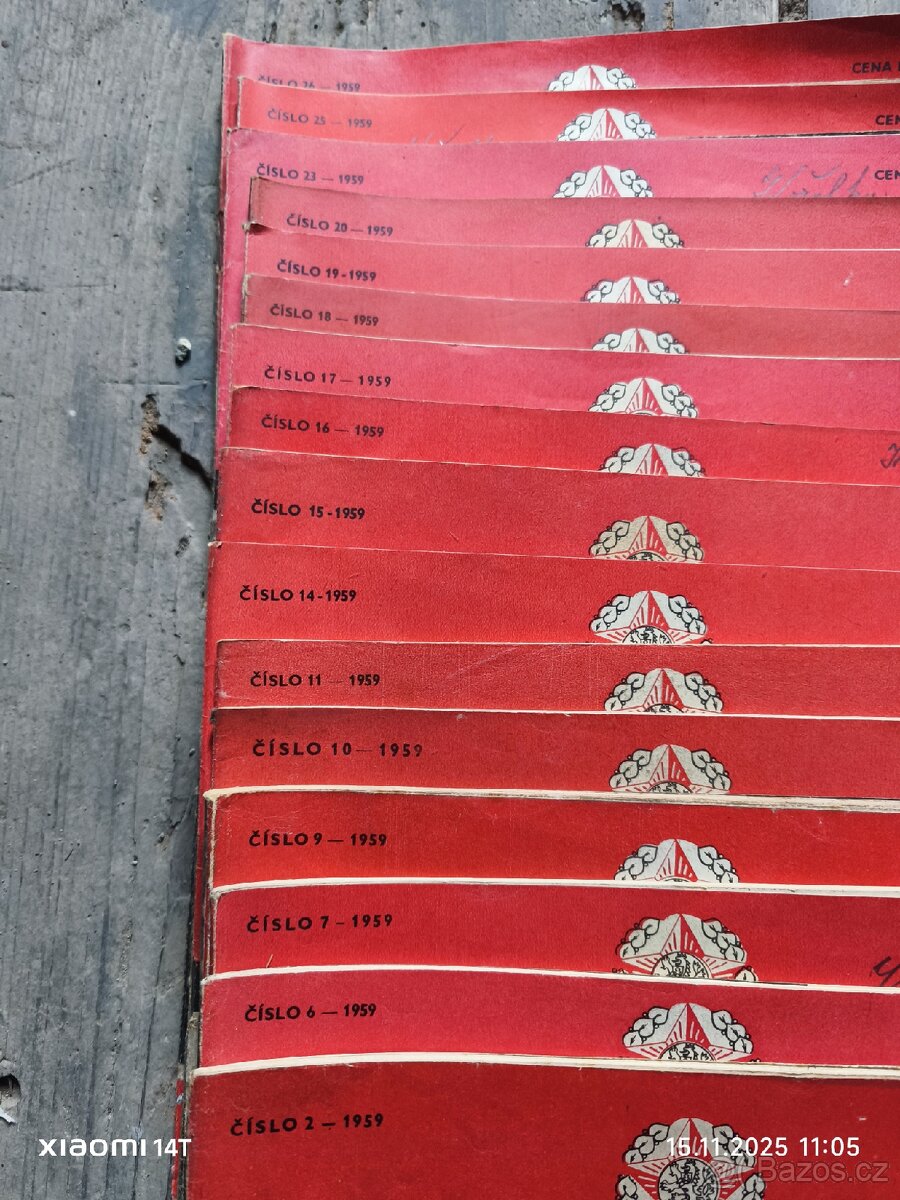 ČÍSLO 26 — 1959
CENA
ČÍSLO 25 — 1959
CEN
ČÍSLO 23 — 1959
CEN
ČÍSLO 20 — 1959
ČÍSLO 19 - 1959
ČÍSLO 18 — 1959
ČÍSLO 17 — 1959
ČÍSLO 16 — 1959
ČÍSLO 15 - 1959
ČÍSLO 14 - 1959
ČÍSLO 11 — 1959
ČÍSLO 10 — 1959
ČÍSLO 9 — 1959
ČÍSLO 7 - 1959
ČÍSLO 6 — 1959
ČÍSLO 2 — 1959
XIAOMI 14T
15.11.2025 11:05
Bazos.cz